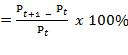 = P_{t+1} - P_t / P_t x 100%